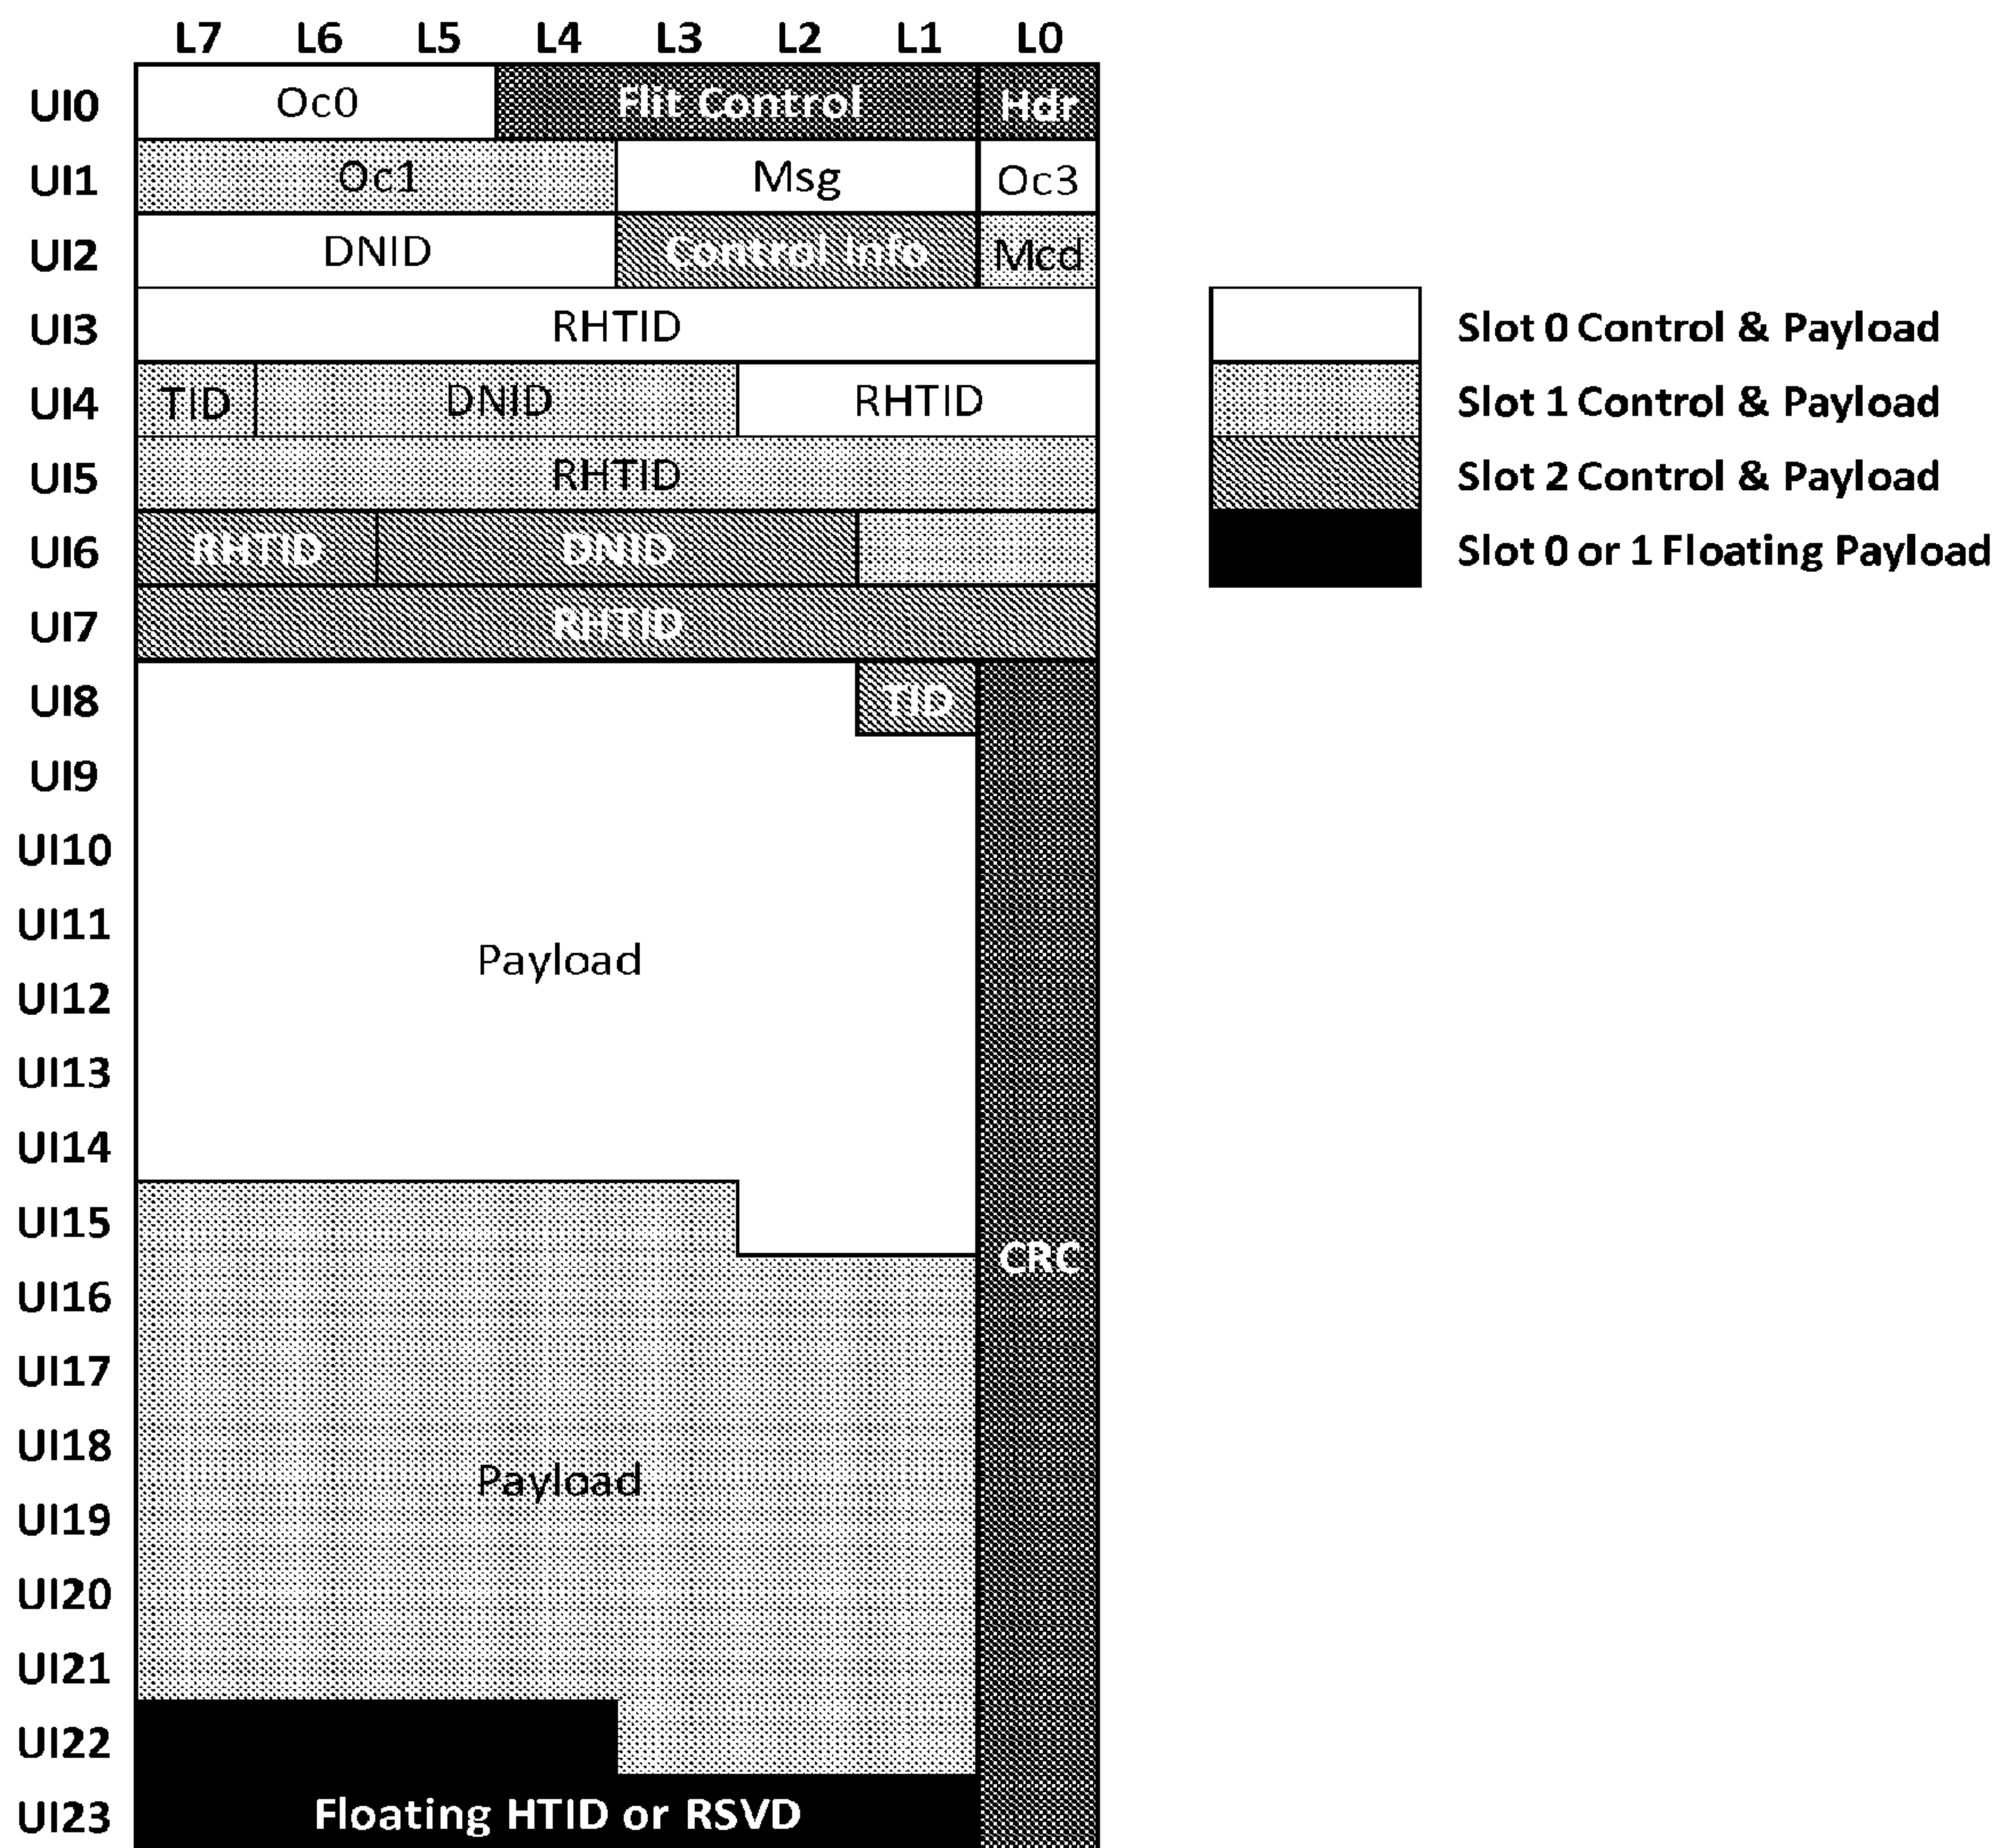 L7 L6 L5 L4 L3 L2 L1 L0
UI0 Oc0 Flit Control Hdr
UI1 Oc1 Msg Oc3
UI2 DNID Control Info Mcd
UI3 RHTID
Slot 0 Control & Payload
UI4 TID DNID RHTID
Slot 1 Control & Payload
UI5 RHTID
Slot 2 Control & Payload
UI6 RHTID DNID
Slot 0 or 1 Floating Payload
UI7 RHTID
UI8 TID
UI9
UI10
UI11
Payload
UI12
UI13
UI14
UI15
CRC
UI16
UI17
UI18
Payload
UI19
UI20
UI21
UI22
UI23 Floating HTID or RSVD